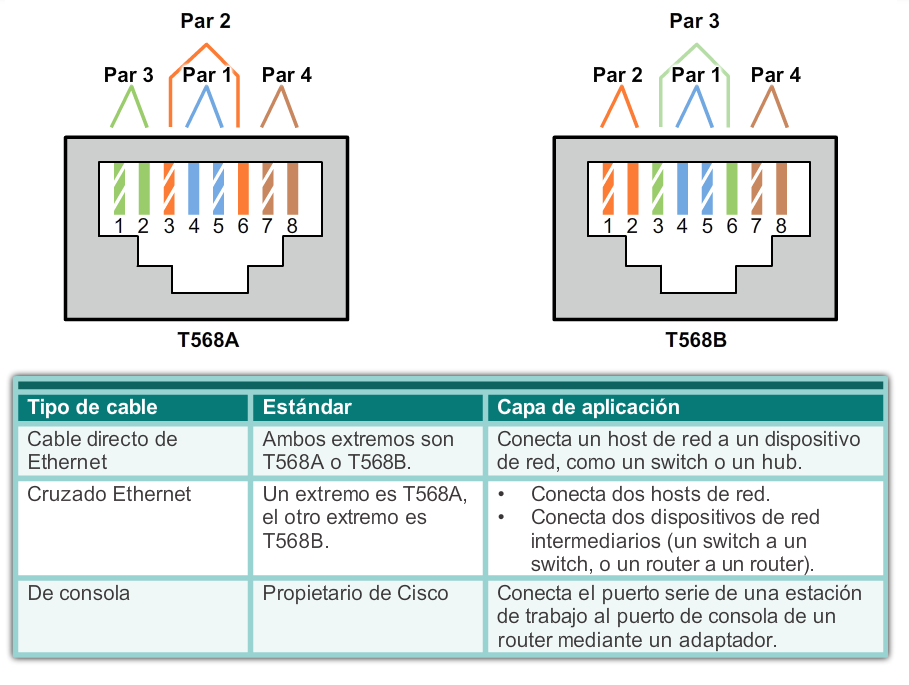 Par 2
Par 3 Par 1 Par 4
1 2 3 4 5 6 7 8
T568A
Par 3
Par 2 Par 1 Par 4
1 2 3 4 5 6 7 8
T568B
Tipo de cable
Estándar
Capa de aplicación
Cable directo de
Ethernet
Ambos extremos son
T568A o T568B.
Conecta un host de red a un dispositivo
de red, como un switch o un hub.
Cruzado Ethernet
Un extremo es T568A,
el otro extremo es
T568B.
• Conecta dos hosts de red.
• Conecta dos dispositivos de red
intermediarios (un switch a un
switch, o un router a un router).
De consola
Propietario de Cisco
Conecta el puerto serie de una estación
de trabajo al puerto de consola de un
router mediante un adaptador.